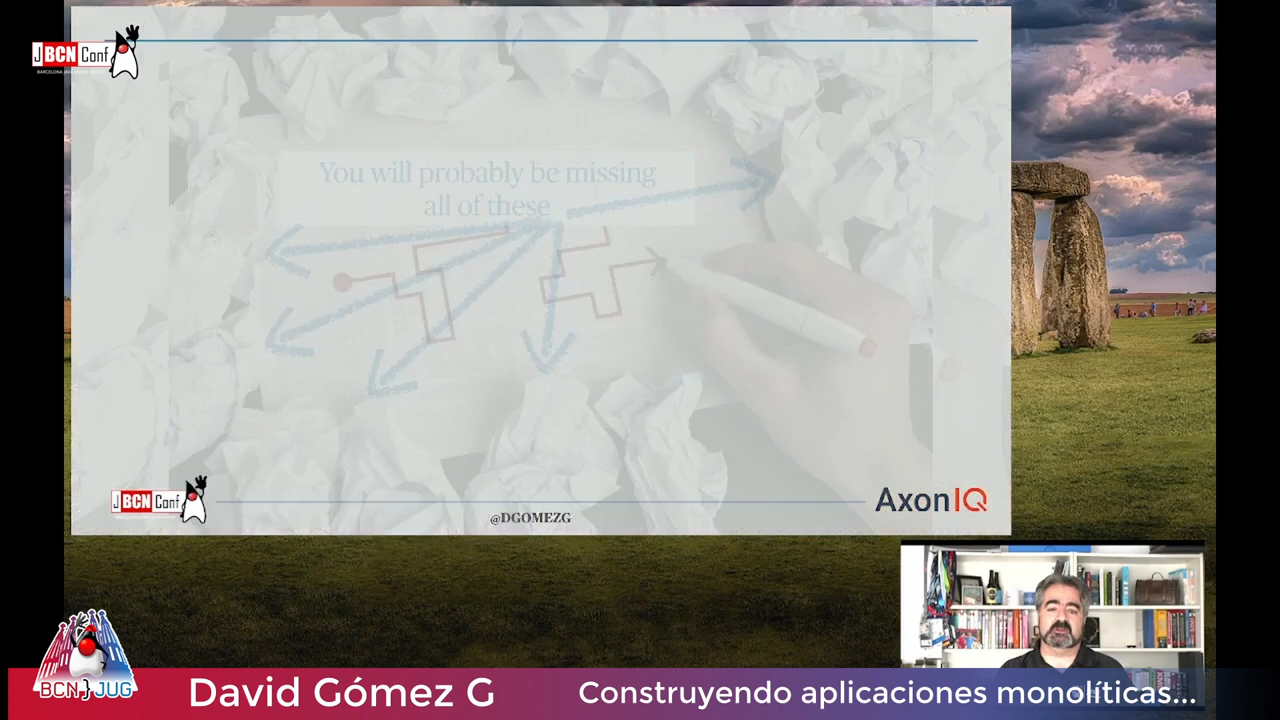 JBCNConf
You will probably be missing
all of these
JBCNConf
@DGOMEZG
AxonIQ
BCN JUG
David Gómez G
Construyendo aplicaciones monolíticas...